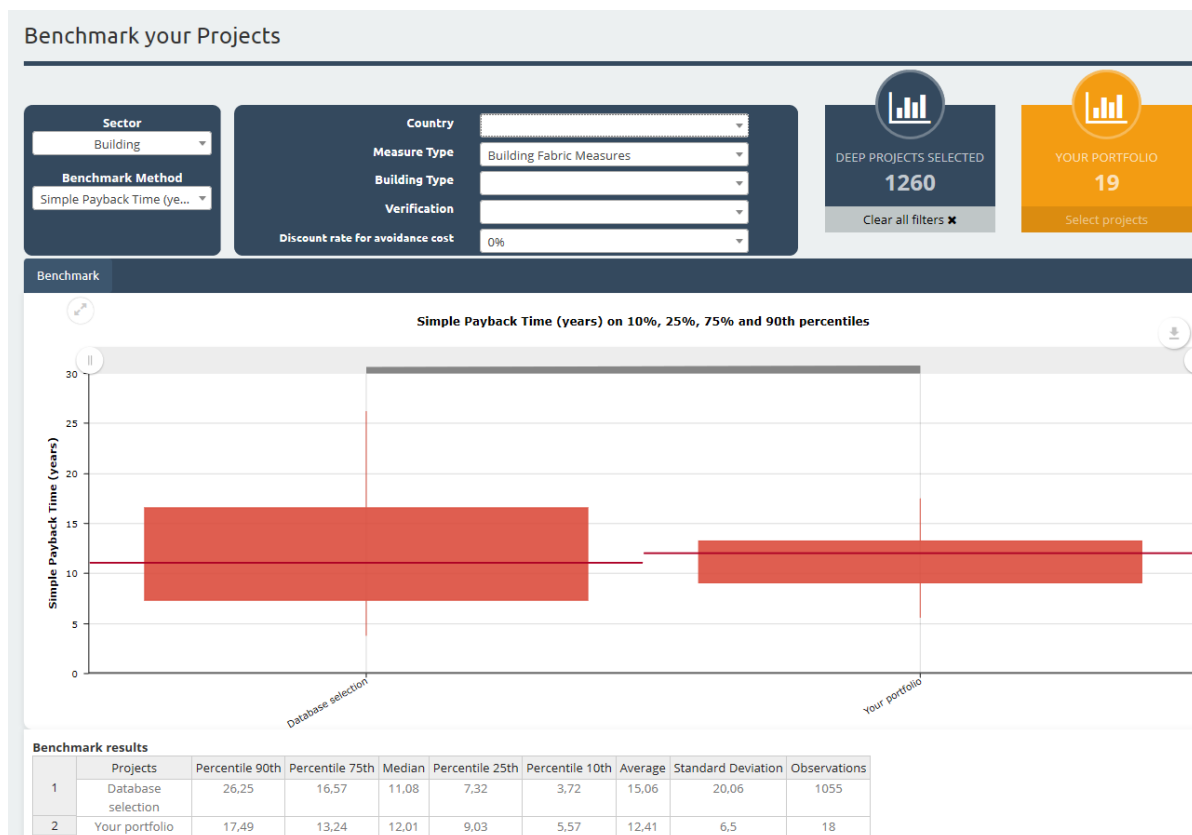 Benchmark your Projects
Sector
Building
Benchmark Method
Simple Payback Time (ye...
Country
Measure Type
Building Fabric Measures
Building Type
Verification
Discount rate for avoidance cost
0%
DEEP PROJECTS SELECTED
1260
Clear all filters ✖
YOUR PORTFOLIO
19
Select projects
Benchmark
Simple Payback Time (years) on 10%, 25%, 75% and 90th percentiles
Simple Payback Time (years)
30
25
20
15
10
5
0
Database selection
Your portfolio
Benchmark results
Projects Percentile 90th Percentile 75th Median Percentile 25th Percentile 10th Average Standard Deviation Observations
1 Database 26,25 16,57 11,08 7,32 3,72 15,06 20,06 1055
selection
2 Your portfolio 17,49 13,24 12,01 9,03 5,57 12,41 6,5 18